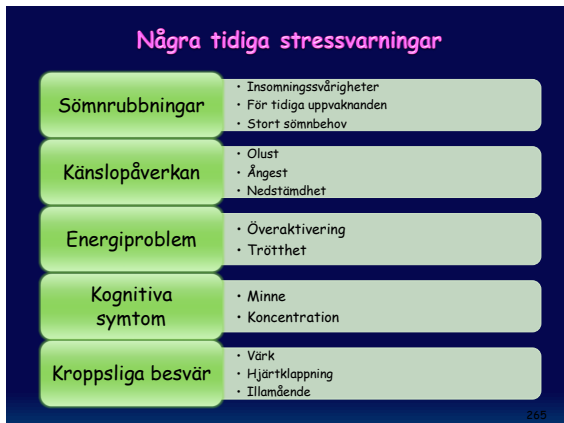 Några tidiga stressvarningar
Sömnrubbningar
• Insomningssvårigheter
• För tidiga uppvaknanden
• Stort sömnbehov
Känslopåverkan
• Olust
• Ångest
• Nedstämdhet
Energiproblem
• Överaktivering
• Trötthet
Kognitiva
symtom
• Minne
• Koncentration
Kroppsliga besvär
• Värk
• Hjärtklappning
• Illamående
265